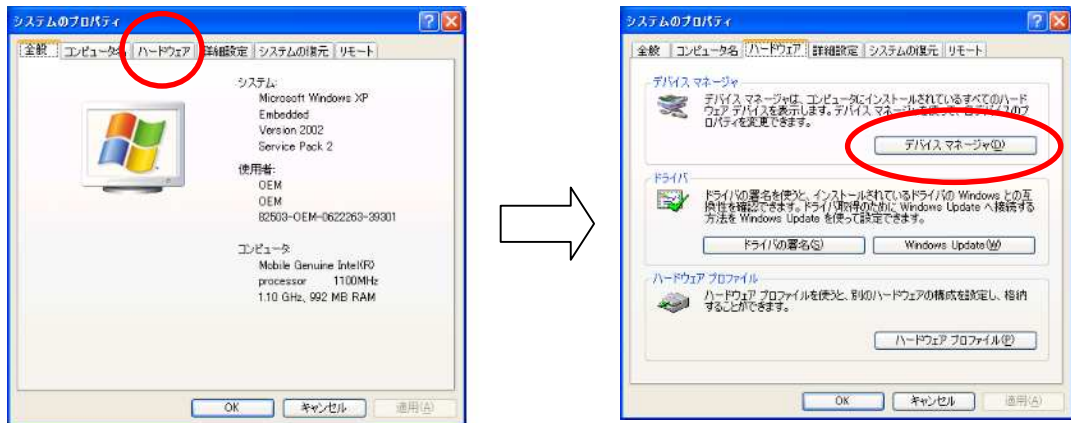 システムのプロパティ
全般 コンピュータ名 ハードウェア 詳細設定 システムの復元 リモート
システム:
Microsoft Windows XP
Embedded
Version 2002
Service Pack 2
使用者:
OEM
OEM
82503-OEM-0622263-39301
コンピュータ
Mobile Genuine Intel(R)
processor 1100MHz
1.10 GHz, 992 MB RAM
OK キャンセル 適用(A)
システムのプロパティ
全般 コンピュータ名 ハードウェア 詳細設定 システムの復元 リモート
デバイス マネージャ
デバイス マネージャは、コンピュータにインストールされているすべてのハード
ウェア デバイスを表示します。デバイス マネージャを使って、各デバイスのプ
ロパティを変更できます。
デバイス マネージャ(D)
ドライバ
ドライバの署名を使うと、インストールされているドライバの Windows との互
換性を確認できます。ドライバ取得のために Windows Update へ接続する
方法を Windows Update を使って設定できます。
ドライバの署名(S) Windows Update(W)
ハードウェア プロファイル
ハードウェア プロファイルを使うと、別のハードウェアの構成を設定し、格納
することができます。
ハードウェア プロファイル(P)
OK キャンセル 適用(A)